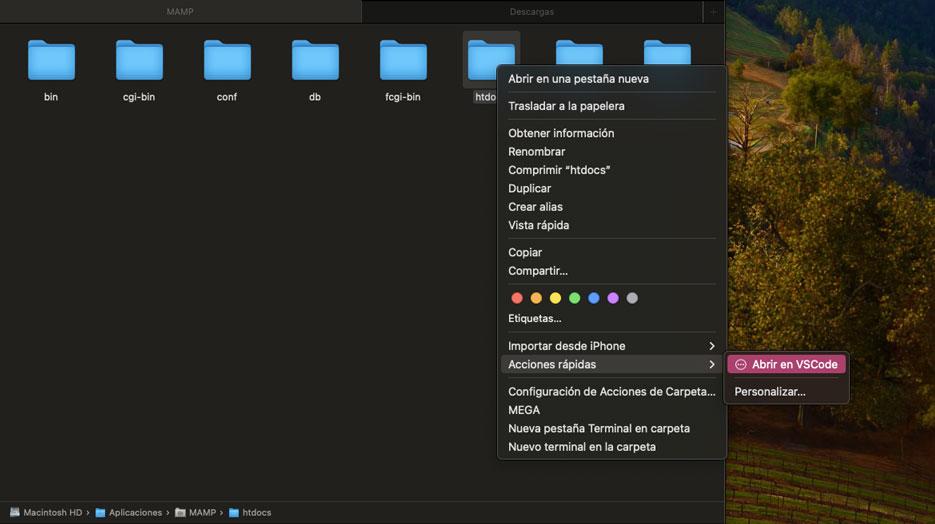 MAMP
Descargas
bin
cgi-bin
conf
db
fcgi-bin
htdo
Abrir en una pestaña nueva
Trasladar a la papelera
Obtener información
Renombrar
Comprimir “htdocs”
Duplicar
Crear alias
Vista rápida
Copiar
Compartir...
Etiquetas...
Importar desde iPhone
Acciones rápidas
Abrir en VSCode
Personalizar...
Configuración de Acciones de Carpeta...
MEGA
Nueva pestaña Terminal en carpeta
Nuevo terminal en la carpeta
Macintosh HD › Aplicaciones › MAMP › htdocs